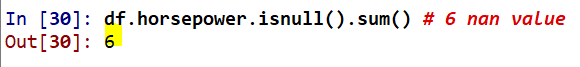 In [30]: df.horsepower.isnull().sum() # 6 nan value
Out[30]: 6